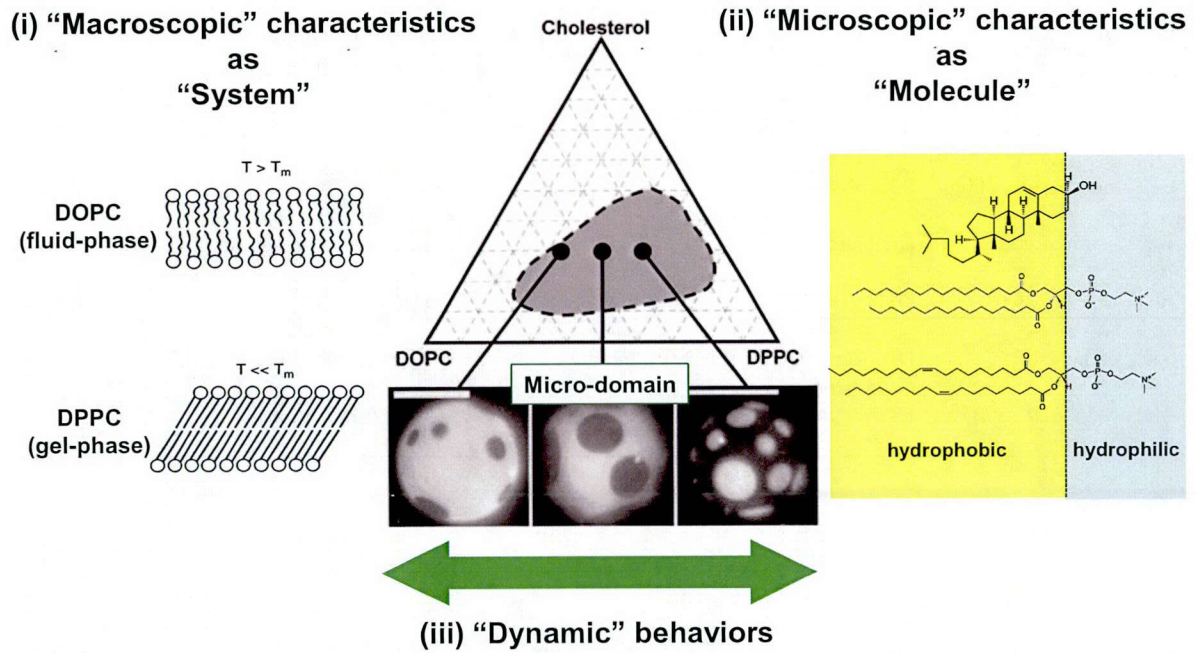 (i) “Macroscopic” characteristics
as
“System”
Cholesterol
(ii) “Microscopic” characteristics
as
“Molecule”
T > Tm
DOPC
(fluid-phase)
T << Tm
DPPC
(gel-phase)
DOPC
DPPC
Micro-domain
H
OH
H
H
H
H
O
O
O
O
H
O
P
O
O-
O
N+
O
O
O
O
H
O
P
O
O-
O
N+
hydrophobic
hydrophilic
(iii) “Dynamic” behaviors